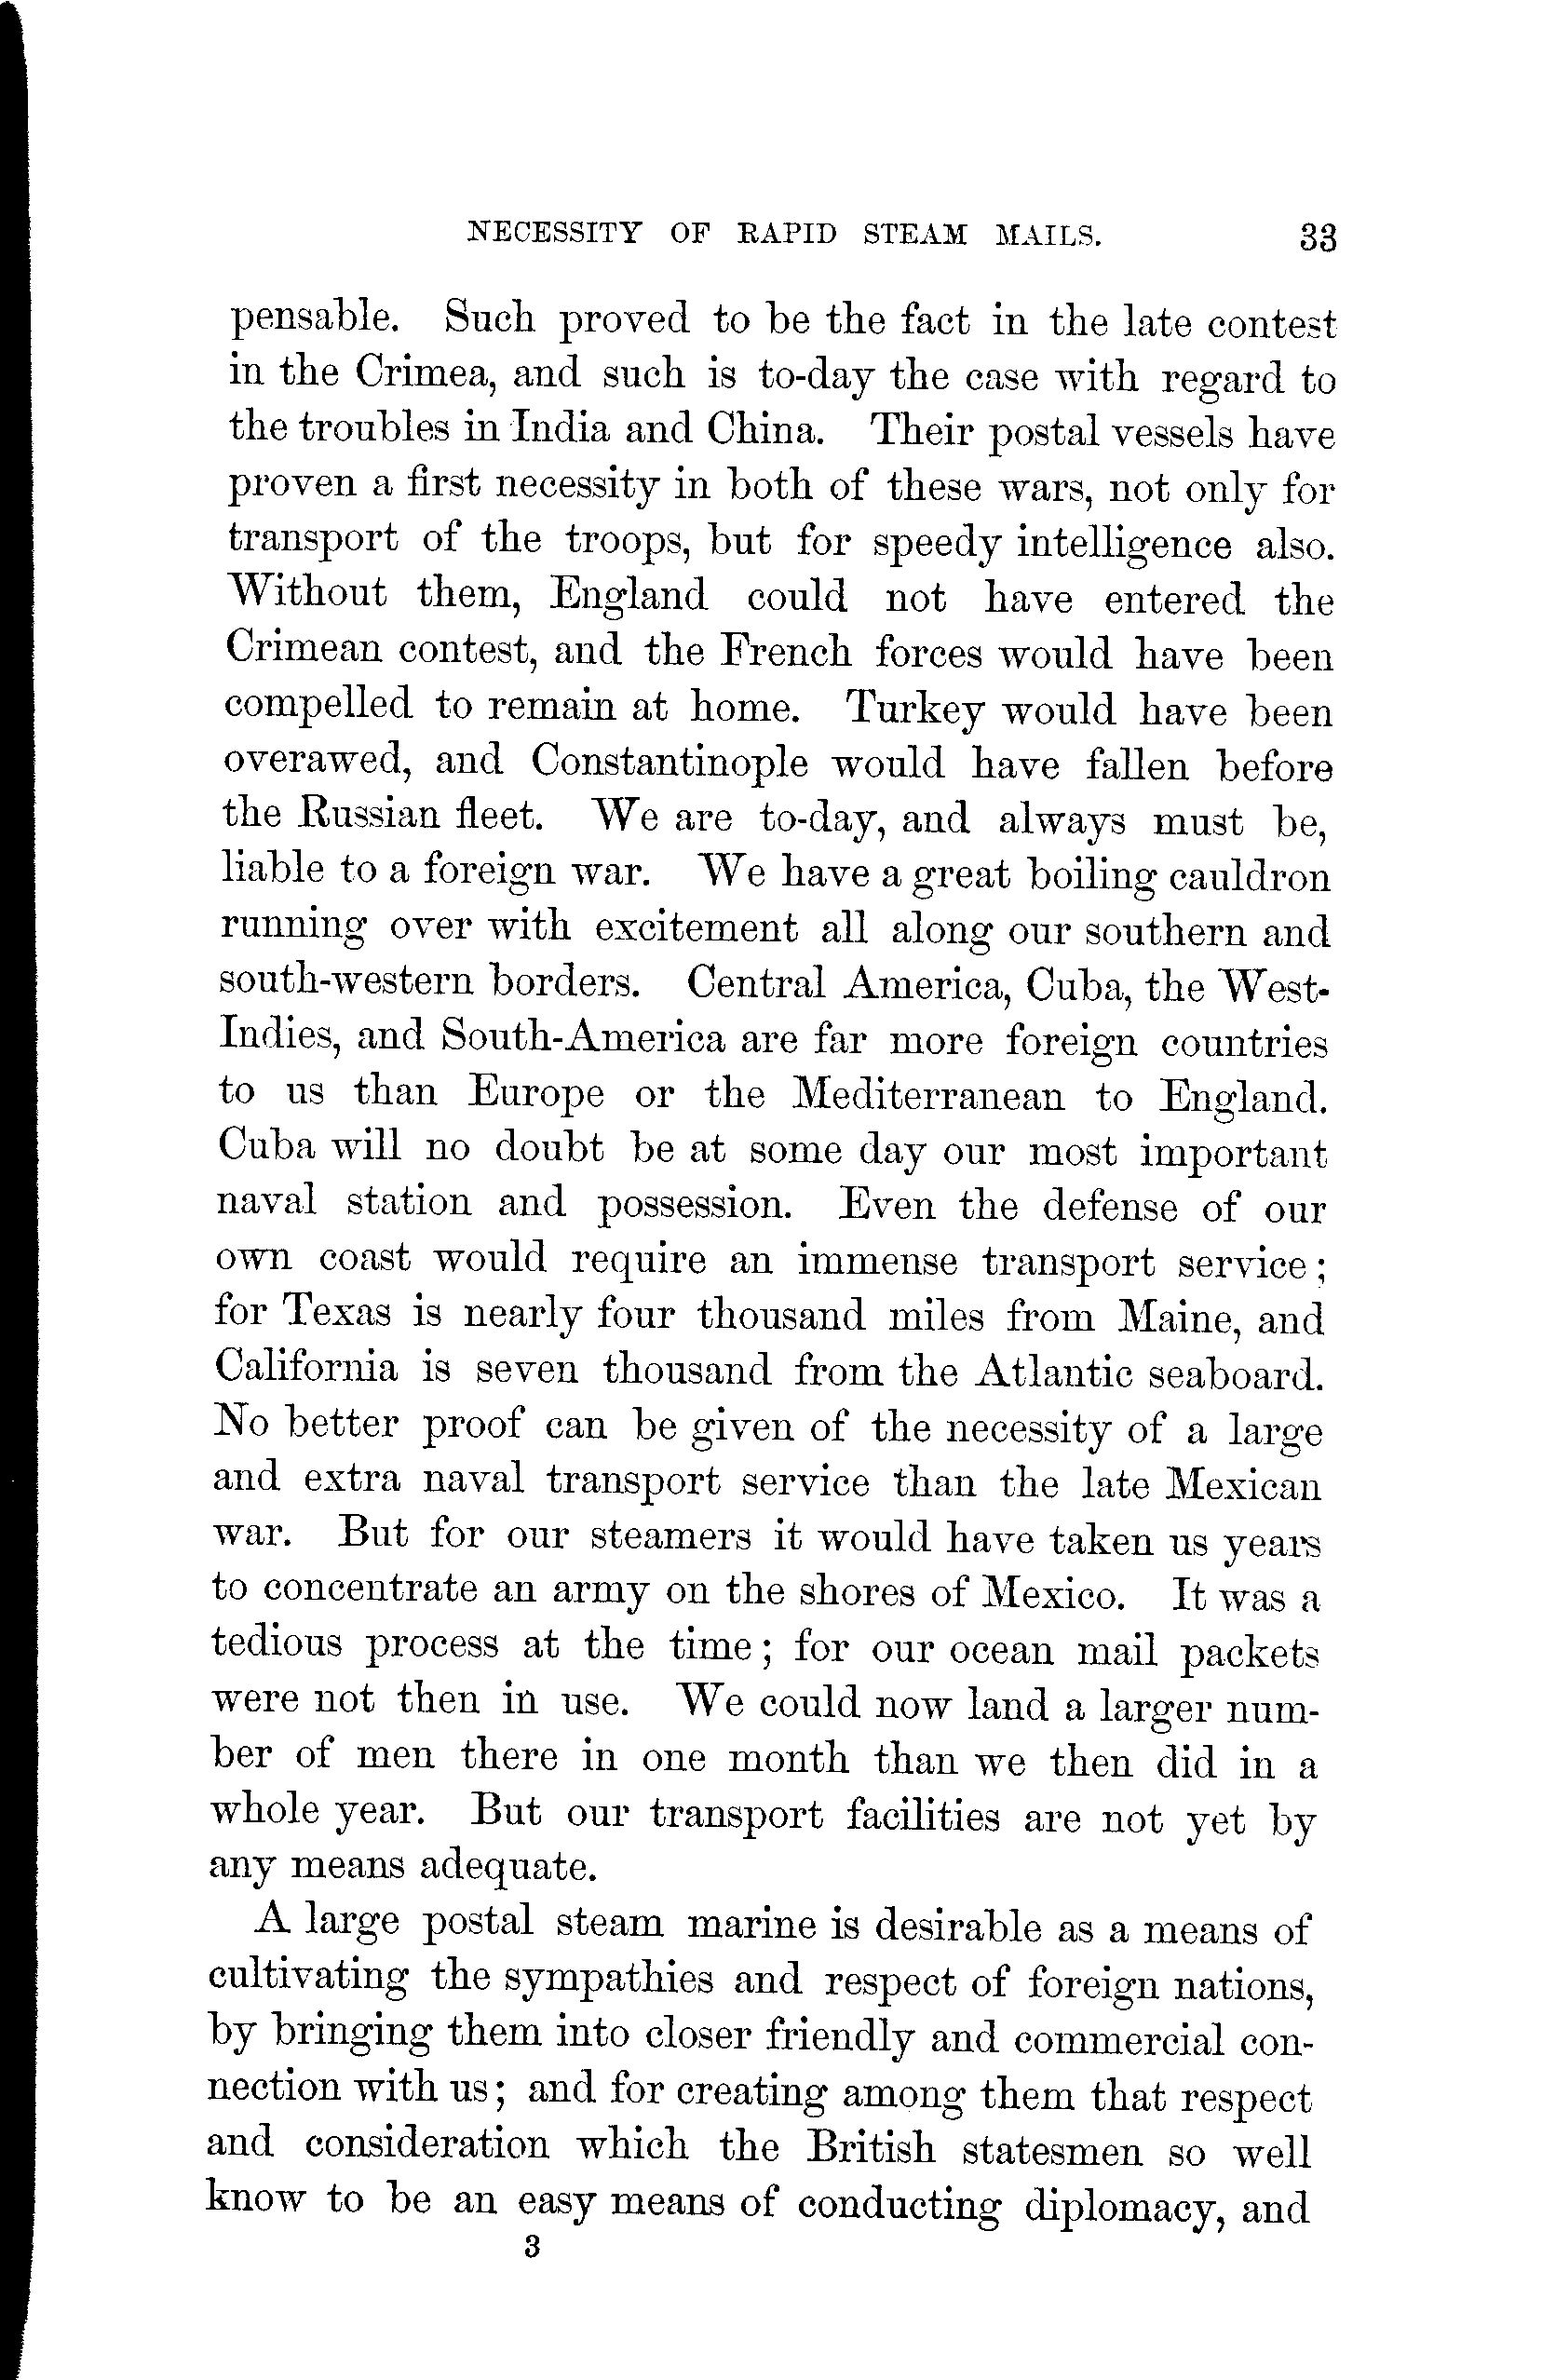 NECESSITY OF RAPID STEAM MAILS. 33
pensable. Such proved to be the fact in the late contest
in the Crimea, and such is to-day the case with regard to
the troubles in India and China. Their postal vessels have
proven a first necessity in both of these wars, not only for
transport of the troops, but for speedy intelligence also.
Without them, England could not have entered the
Crimean contest, and the French forces would have been
compelled to remain at home. Turkey would have been
overawed, and Constantinople would have fallen before
the Russian fleet. We are to-day, and always must be,
liable to a foreign war. We have a great boiling cauldron
running over with excitement all along our southern and
south-western borders. Central America, Cuba, the West-
Indies, and South-America are far more foreign countries
to us than Europe or the Mediterranean to England.
Cuba will no doubt be at some day our most important
naval station and possession. Even the defense of our
own coast would require an immense transport service;
for Texas is nearly four thousand miles from Maine, and
California is seven thousand from the Atlantic seaboard.
No better proof can be given of the necessity of a large
and extra naval transport service than the late Mexican
war. But for our steamers it would have taken us years
to concentrate an army on the shores of Mexico. It was a
tedious process at the time; for our ocean mail packets
were not then in use. We could now land a larger num-
ber of men there in one month than we then did in a
whole year. But our transport facilities are not yet by
any means adequate.
A large postal steam marine is desirable as a means of
cultivating the sympathies and respect of foreign nations,
by bringing them into closer friendly and commercial con-
nection with us; and for creating among them that respect
and consideration which the British statesmen so well
know to be an easy means of conducting diplomacy, and
3